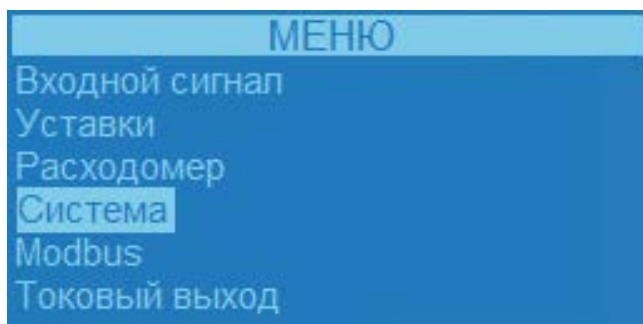 МЕНЮ
Входной сигнал
Уставки
Расходомер
Система
Modbus
Токовый выход